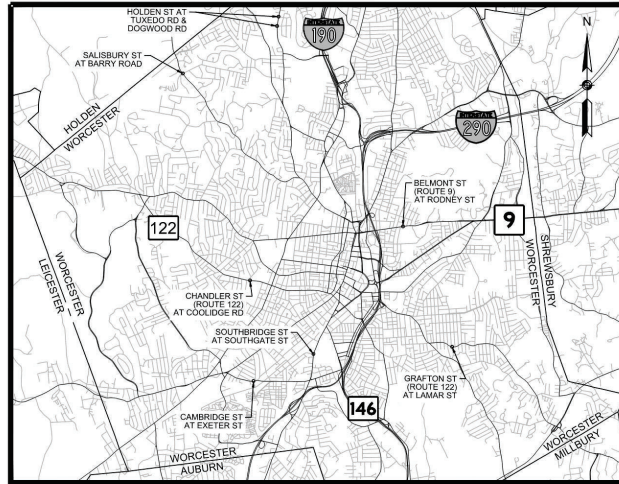 HOLDEN ST AT
TUXEDO RD &
DOGWOOD RD
INTERSTATE
190
N
SALISBURY ST
AT BARRY ROAD
INTERSTATE
290
HOLDEN
WORCESTER
BELMONT ST
(ROUTE 9)
AT RODNEY ST
122
9
WORCESTER
LEICESTER
SHREWSBURY
WORCESTER
CHANDLER ST
(ROUTE 122)
AT COOLIDGE RD
SOUTHBRIDGE ST
AT SOUTHGATE ST
GRAFTON ST
(ROUTE 122)
AT LAMAR ST
146
CAMBRIDGE ST
AT EXETER ST
WORCESTER
MILLBURY
WORCESTER
AUBURN